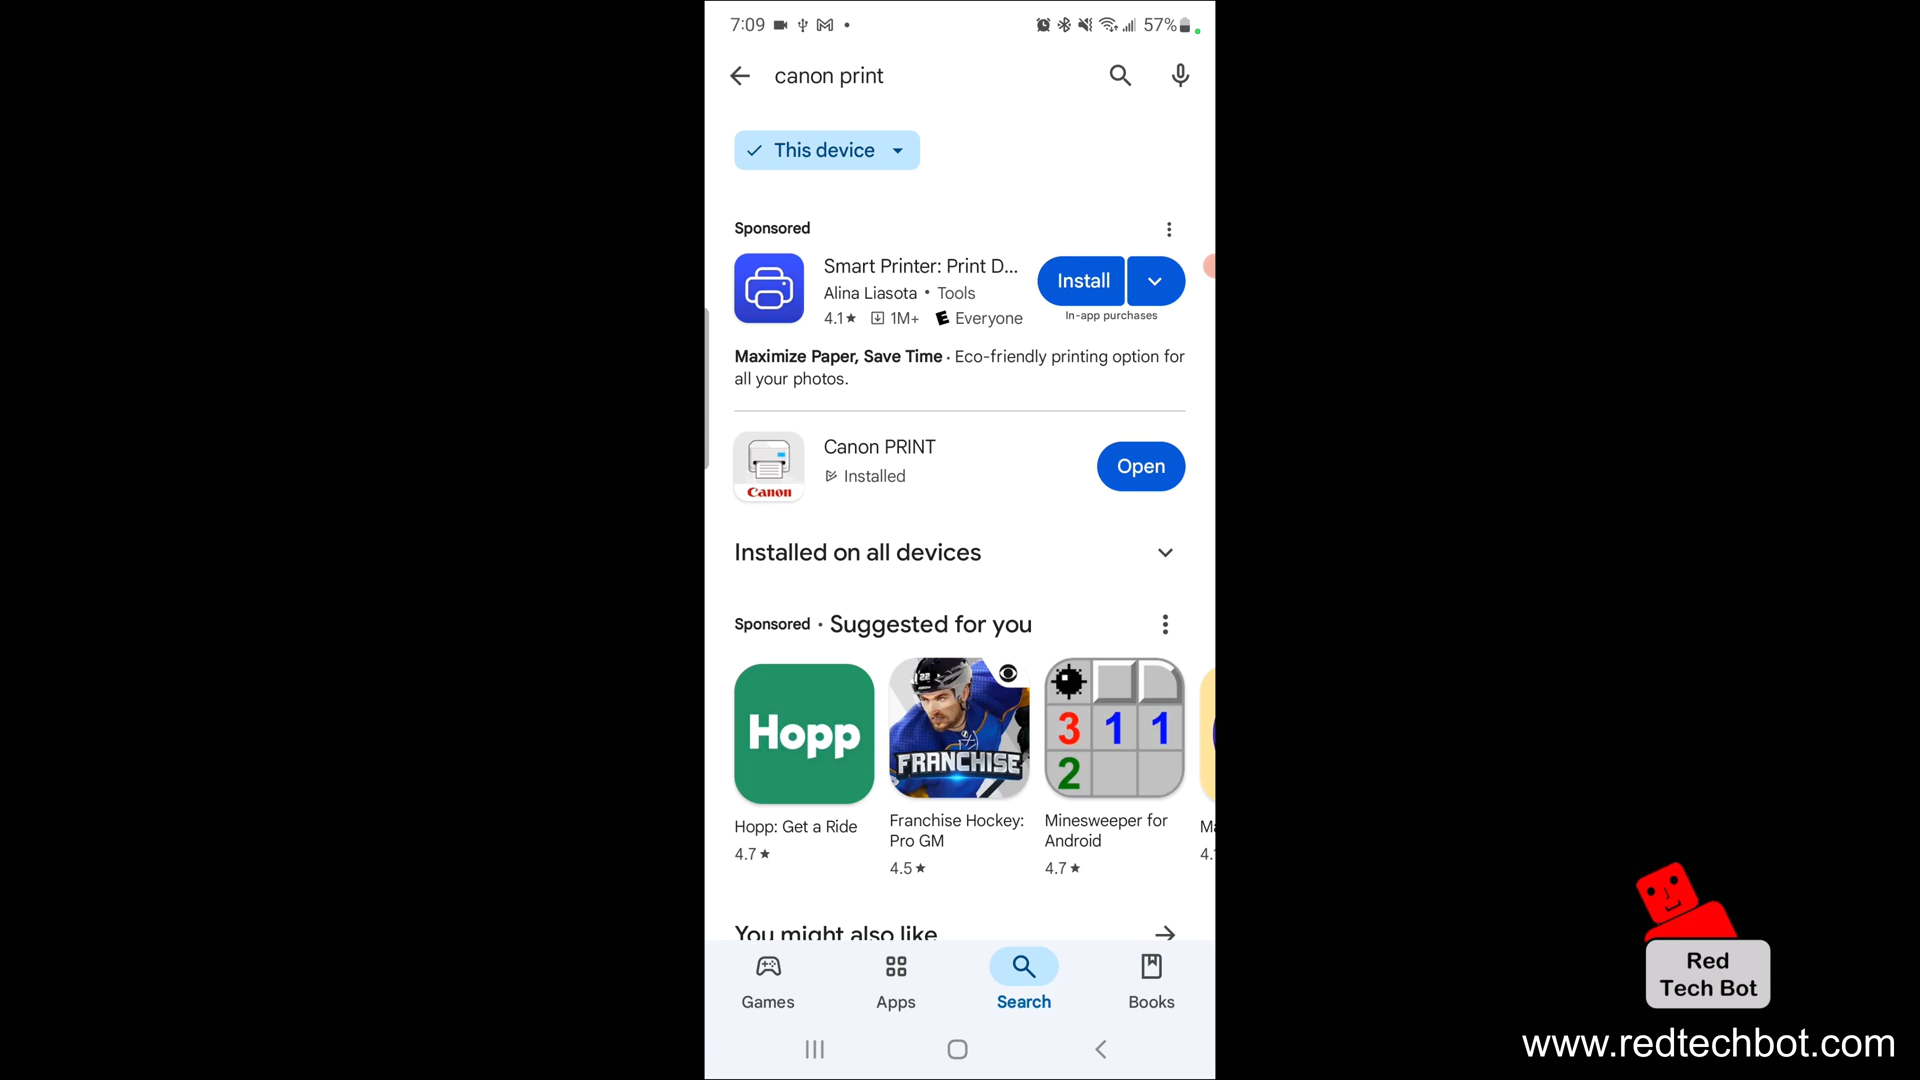 7:09 57%
canon print
This device
Sponsored
Smart Printer: Print D...
Alina Liasota • Tools
4.1★ 1M+ E Everyone
Install
In-app purchases
Maximize Paper, Save Time · Eco-friendly printing option for
all your photos.
Canon
Canon PRINT
Installed
Open
Installed on all devices
Sponsored · Suggested for you
Hopp
22
FRANCHISE
3 1 1
2
Hopp: Get a Ride
4.7★
Franchise Hockey:
Pro GM
4.5★
Minesweeper for
Android
4.7★
Ma
4.
You might also like
Games
Apps
Search
Books
Red
Tech Bot
www.redtechbot.com